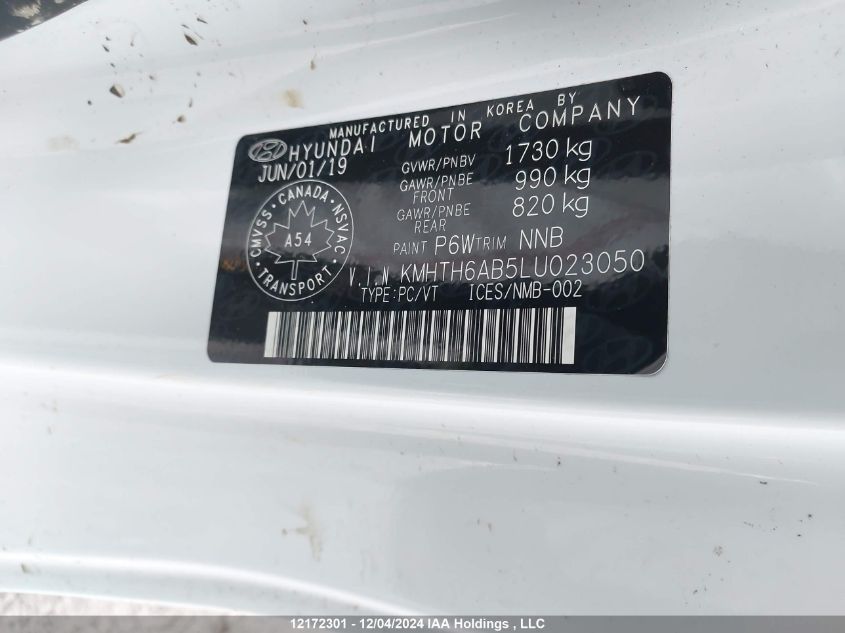 MANUFACTURED IN KOREA BY
HYUNDAI MOTOR COMPANY
JUN/01/19
GVWR/PNBV 1730 kg
GAWR/PNBE FRONT 990 kg
GAWR/PNBE REAR 820 kg
CMVSS • CANADA • NSVAC
A54
TRANSPORT
PAINT P6W TRIM NNB
V.I.N KMHTH6AB5LU023050
TYPE:PC/VT ICES/NMB-002
12172301 - 12/04/2024 IAA Holdings , LLC